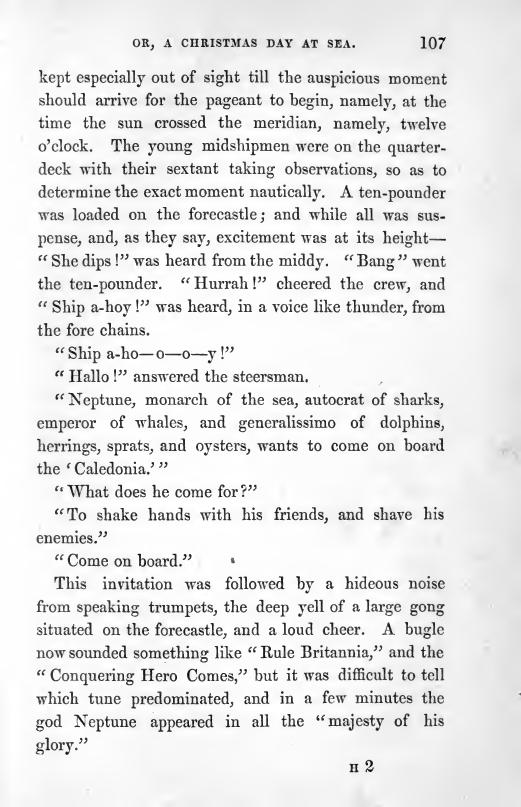 OR, A CHRISTMAS DAY AT SEA. 107
kept especially out of sight till the auspicious moment
should arrive for the pageant to begin, namely, at the
time the sun crossed the meridian, namely, twelve
o'clock. The young midshipmen were on the quarter-
deck with their sextant taking observations, so as to
determine the exact moment nautically. A ten-pounder
was loaded on the forecastle; and while all was sus-
pense, and, as they say, excitement was at its height—
“She dips!” was heard from the middy. “Bang” went
the ten-pounder. “Hurrah!” cheered the crew, and
“Ship a-hoy!” was heard, in a voice like thunder, from
the fore chains.
“Ship a-ho—o—o—y!”
“Hallo!” answered the steersman.
“Neptune, monarch of the sea, autocrat of sharks,
emperor of whales, and generalissimo of dolphins,
herrings, sprats, and oysters, wants to come on board
the ‘Caledonia.’”
“What does he come for?”
“To shake hands with his friends, and shave his
enemies.”
“Come on board.”
This invitation was followed by a hideous noise
from speaking trumpets, the deep yell of a large gong
situated on the forecastle, and a loud cheer. A bugle
now sounded something like “Rule Britannia,” and the
“Conquering Hero Comes,” but it was difficult to tell
which tune predominated, and in a few minutes the
god Neptune appeared in all the “majesty of his
glory.”
H 2